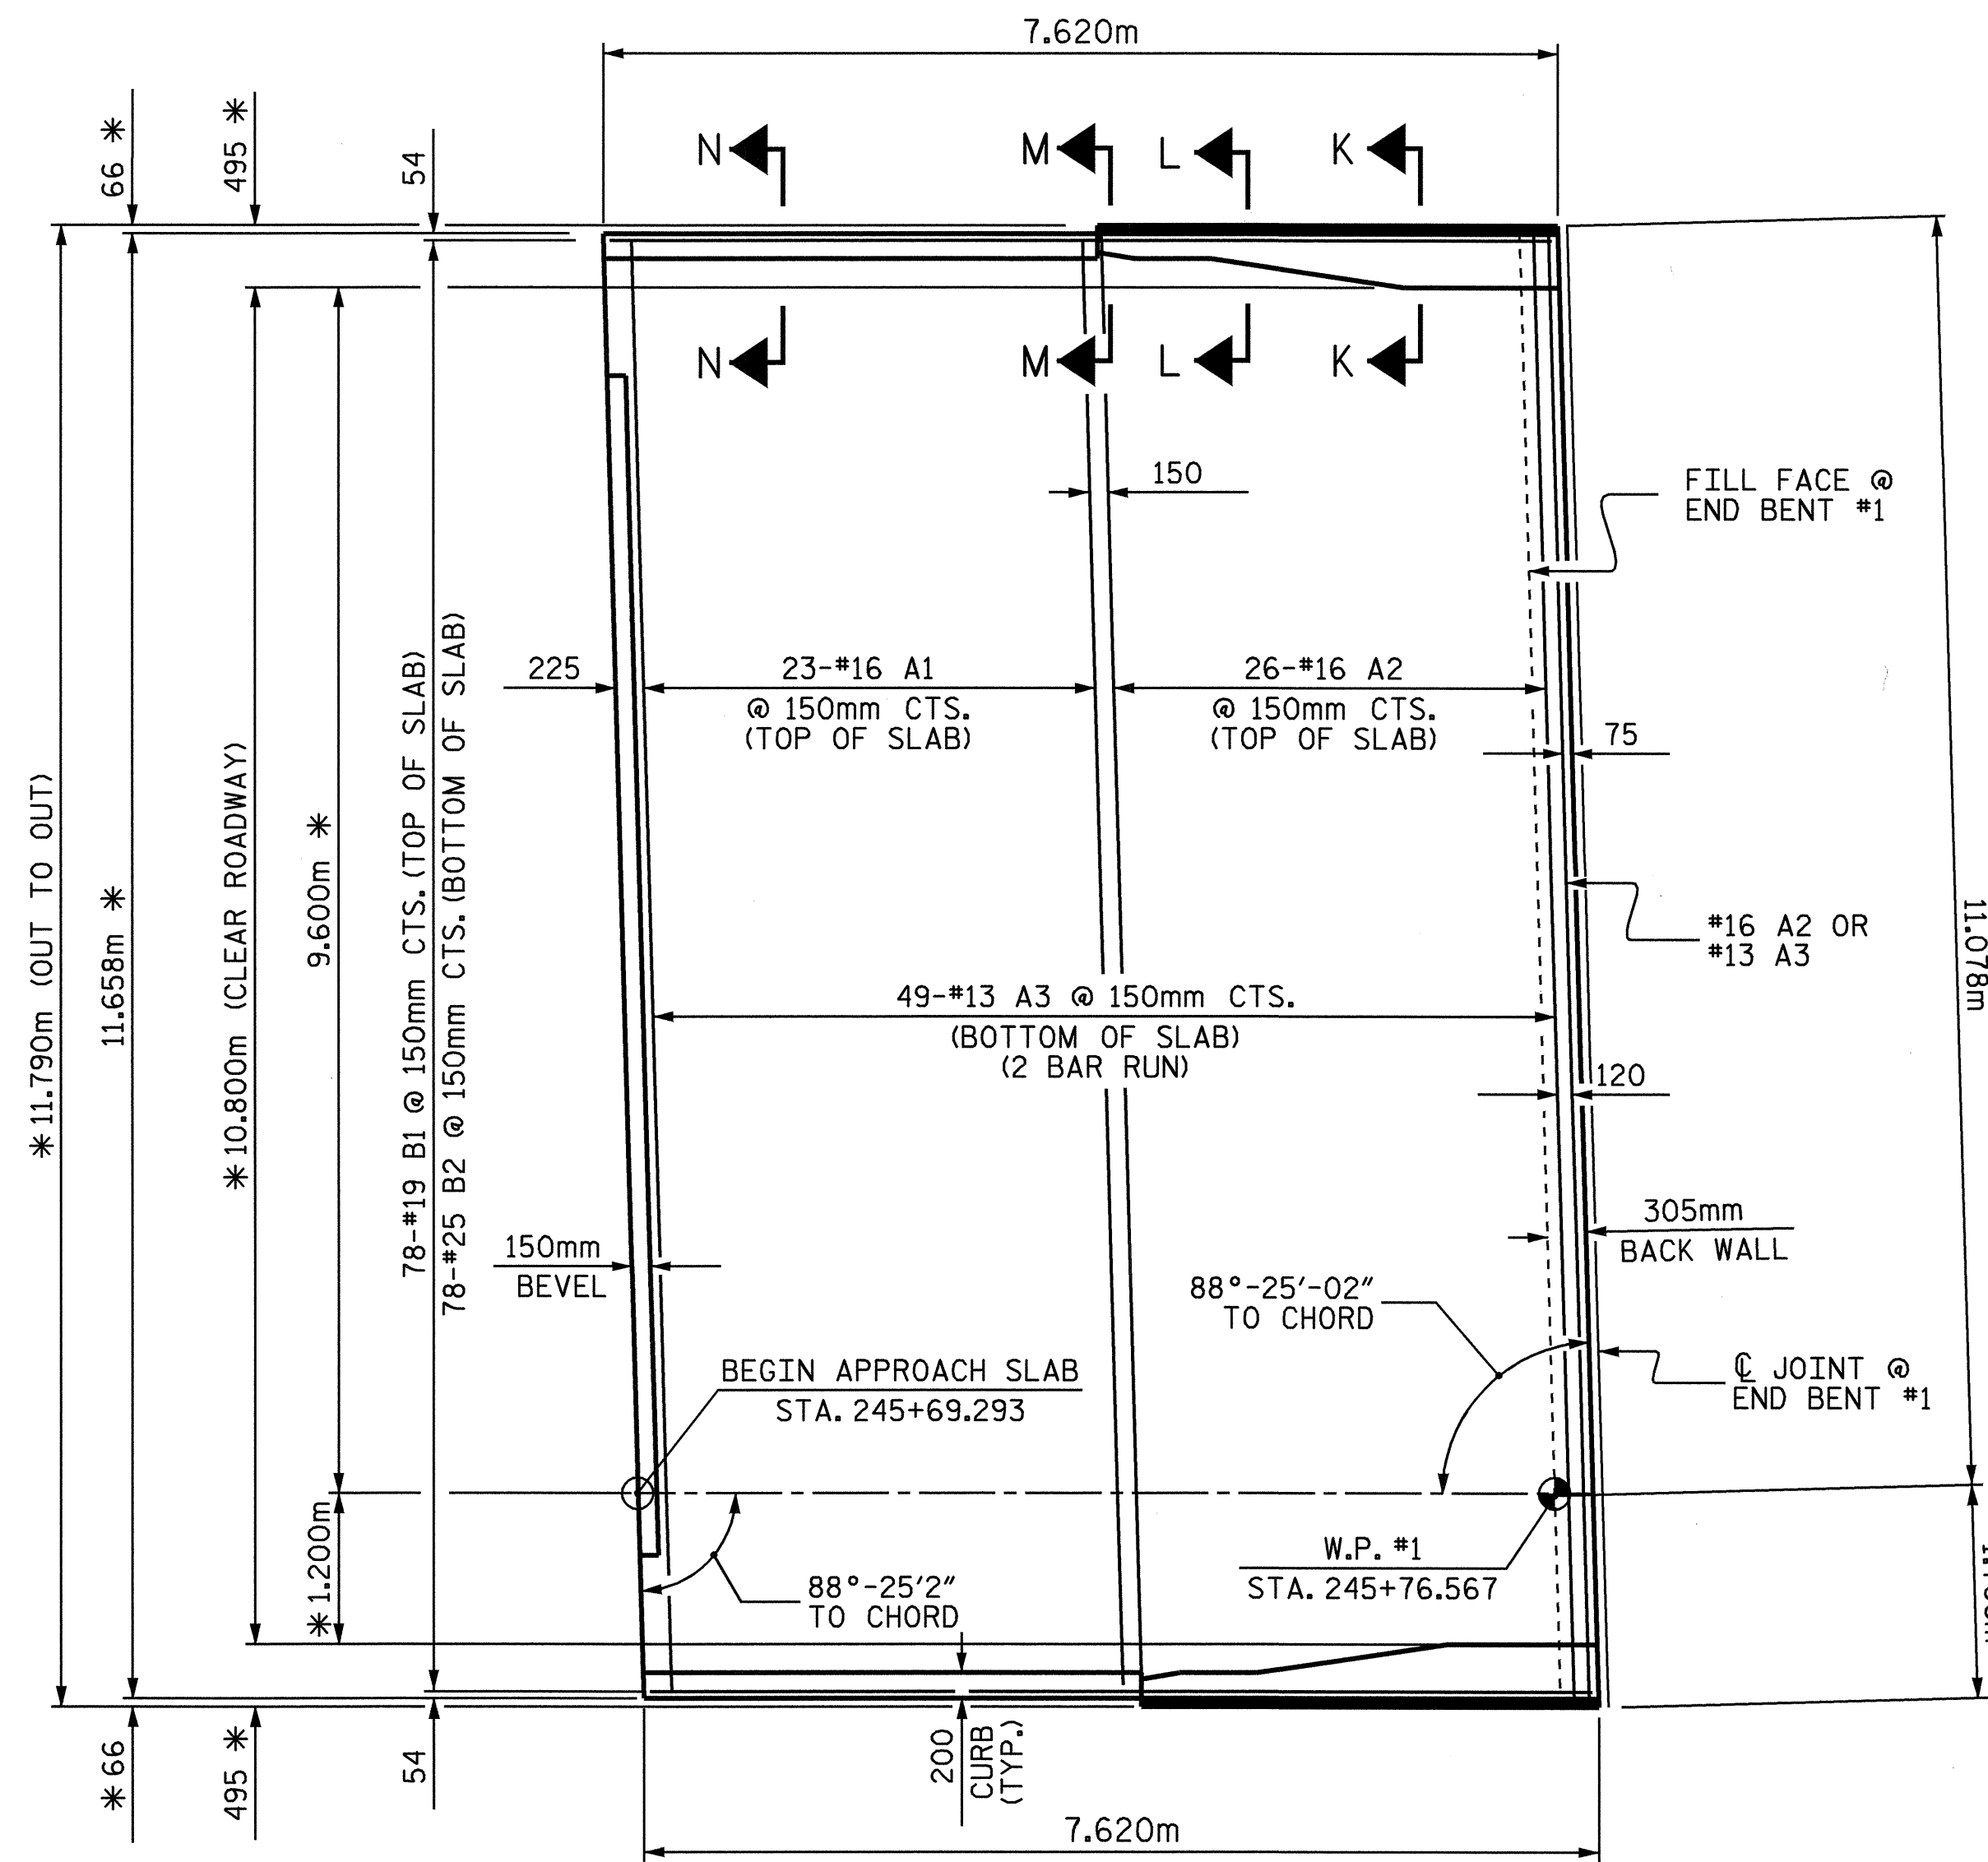 7.620m
66 *
495 *
54
N
M
L
K
N
M
L
K
150
FILL FACE @
END BENT #1
225
23-#16 A1
@ 150mm CTS.
(TOP OF SLAB)
26-#16 A2
@ 150mm CTS.
(TOP OF SLAB)
75
*11.790m (OUT TO OUT)
11.658m *
*10.800m (CLEAR ROADWAY)
9.600m *
78-#19 B1 @ 150mm CTS. (TOP OF SLAB)
78-#25 B2 @ 150mm CTS. (BOTTOM OF SLAB)
#16 A2 OR
#13 A3
11.078m
49-#13 A3 @ 150mm CTS.
(BOTTOM OF SLAB)
(2 BAR RUN)
120
305mm
BACK WALL
150mm
BEVEL
88°-25'-02"
TO CHORD
BEGIN APPROACH SLAB
STA. 245+69.293
℄ JOINT @
END BENT #1
*1.200m
88°-25'2"
TO CHORD
W.P. #1
STA. 245+76.567
*66
495 *
54
200
CURB
(TYP.)
7.620m